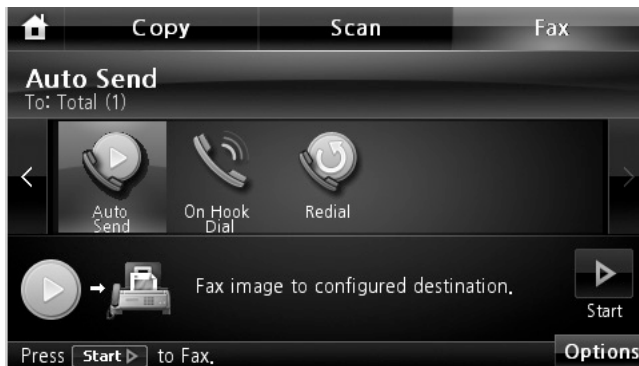 Copy Scan Fax
Auto Send
To: Total (1)
Auto Send
On Hook Dial
Redial
Fax image to configured destination.
Start
Press Start to Fax.
Options